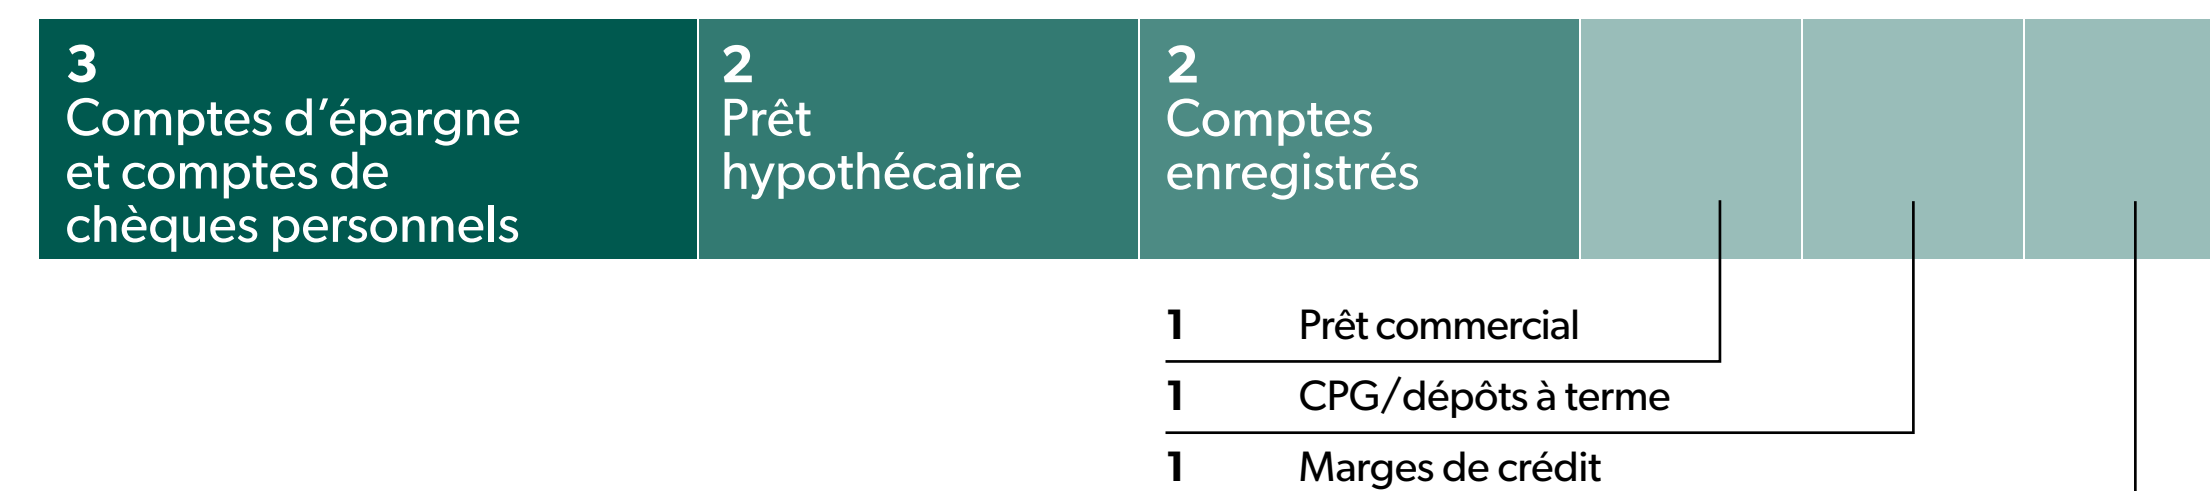 3
Comptes d’épargne
et comptes de
chèques personnels
2
Prêt
hypothécaire
2
Comptes
enregistrés
1 Prêt commercial
1 CPG/dépôts à terme
1 Marges de crédit